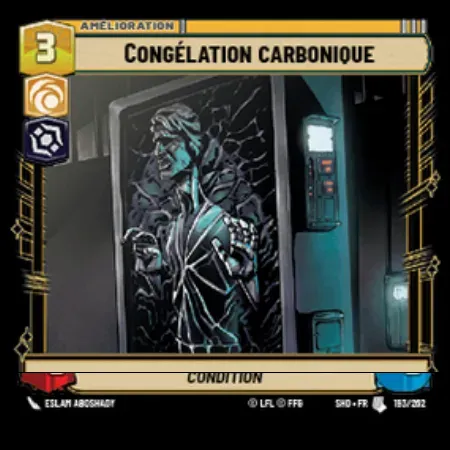 AMÉLIORATION
3
CONGÉLATION CARBONIQUE
CONDITION
ESLAM ABOSHADY
Ⓒ LFL Ⓒ FFG
SHD • FR
193/262